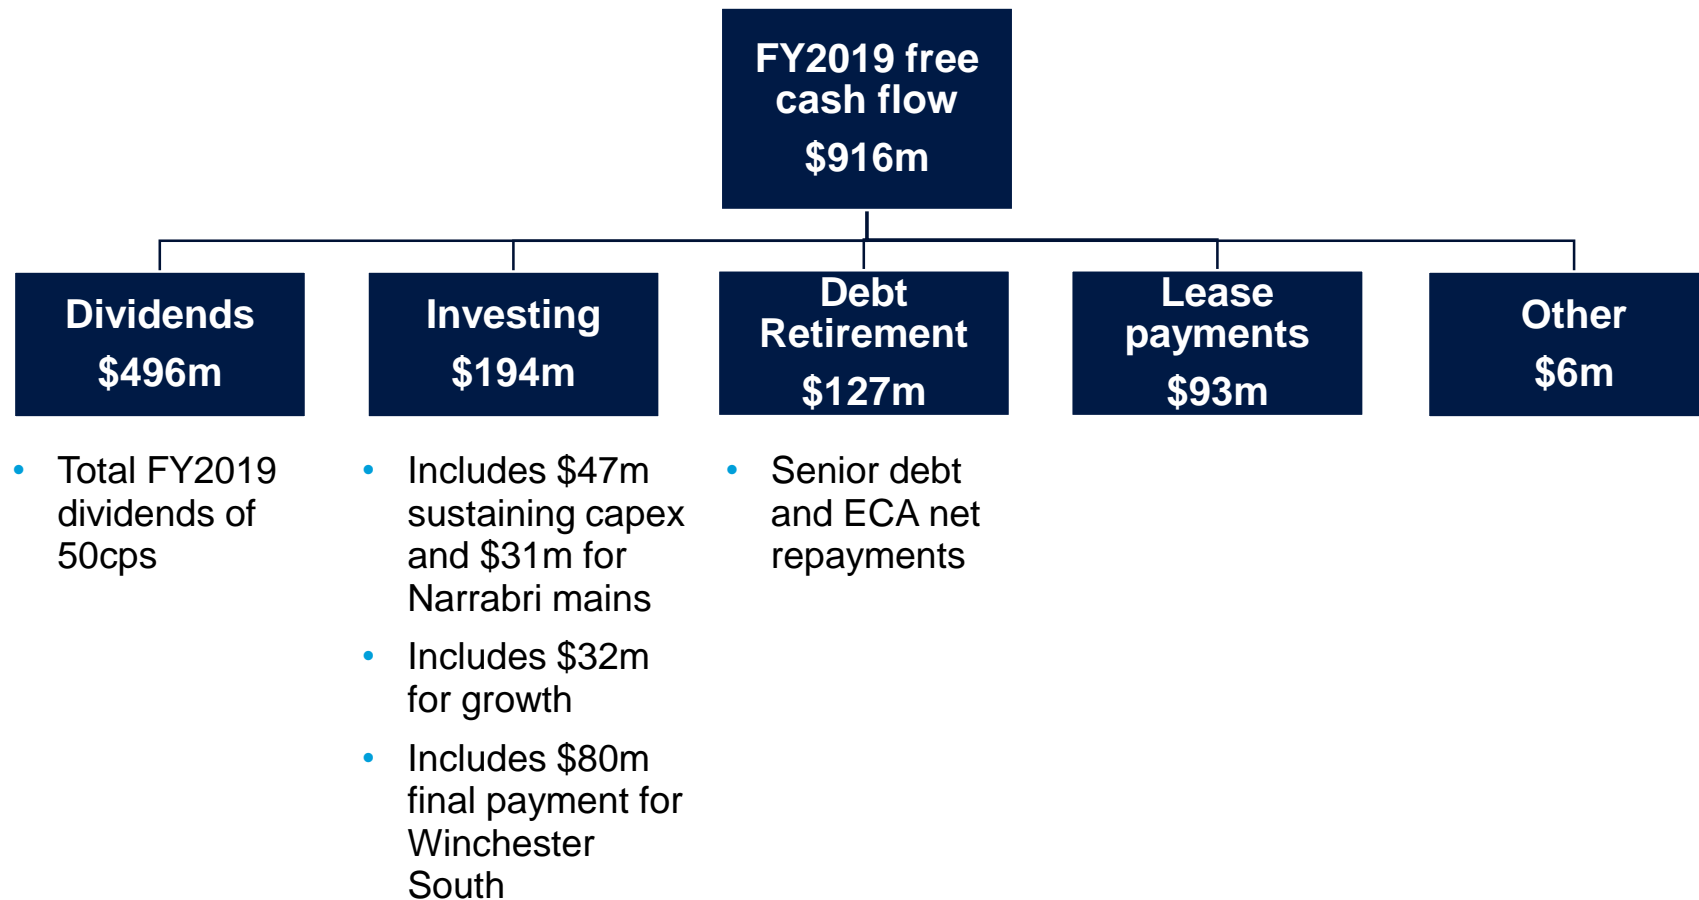 FY2019 free
cash flow
$916m
Dividends
$496m
Investing
$194m
Debt
Retirement
$127m
Lease
payments
$93m
Other
$6m
• Total FY2019
dividends of
50cps
• Includes $47m
sustaining capex
and $31m for
Narrabri mains
• Includes $32m
for growth
• Includes $80m
final payment for
Winchester
South
• Senior debt
and ECA net
repayments